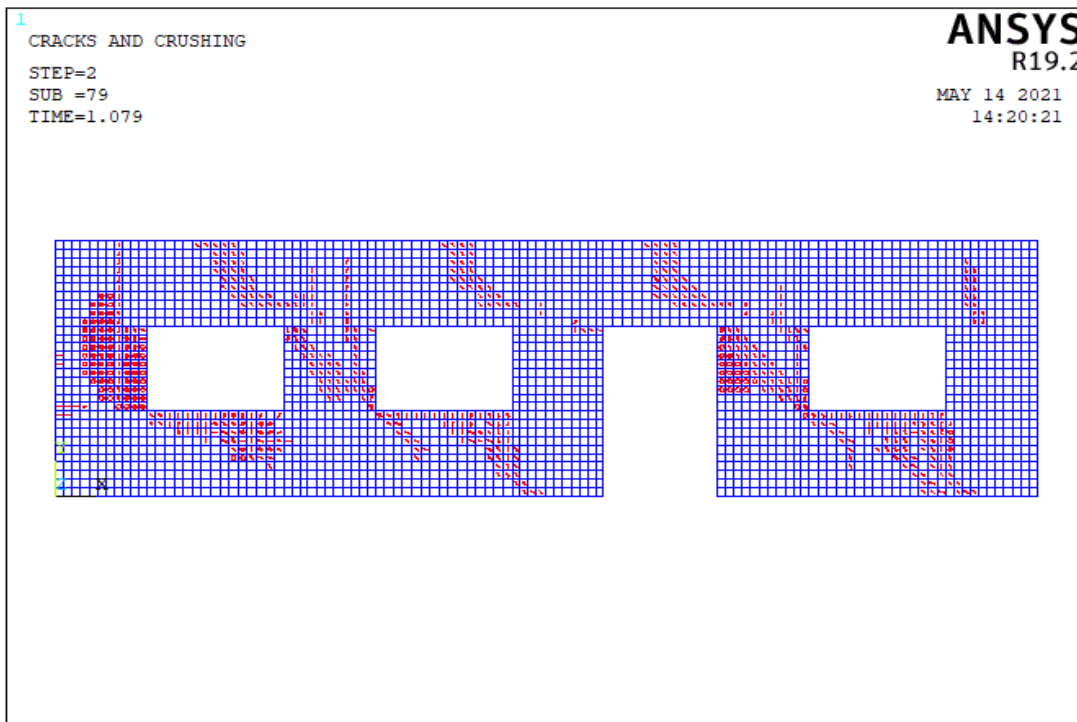 1
CRACKS AND CRUSHING
STEP=2
SUB =79
TIME=1.079
ANSYS
R19.2
MAY 14 2021
14:20:21
Y
Z X